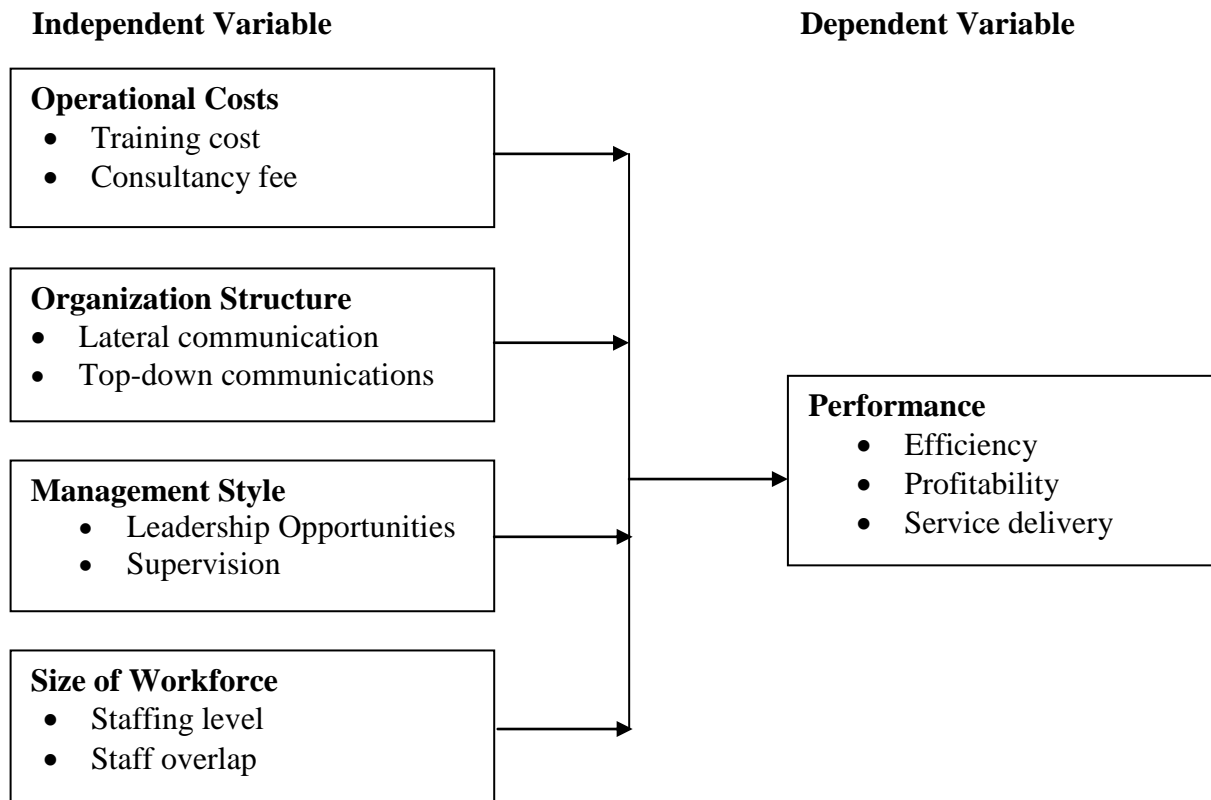 Independent Variable
Dependent Variable
Operational Costs
• Training cost
• Consultancy fee
Organization Structure
• Lateral communication
• Top-down communications
Management Style
• Leadership Opportunities
• Supervision
Size of Workforce
• Staffing level
• Staff overlap
Performance
• Efficiency
• Profitability
• Service delivery